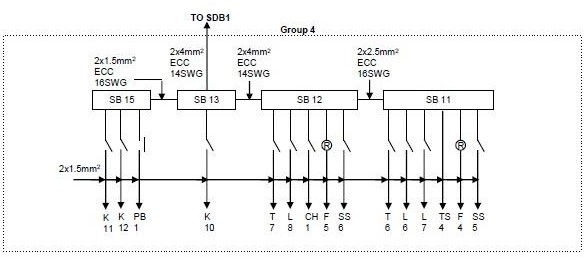 TO SDB1
Group 4
2x1.5mm²
ECC
16SWG
2x4mm²
ECC
14SWG
2x4mm²
ECC
14SWG
2x2.5mm²
ECC
16SWG
SB 15
SB 13
SB 12
SB 11
R
R
2x1.5mm²
K K PB K T L CH F SS T L L TS F SS
11 12 1 10 7 8 1 5 6 6 6 7 4 4 5